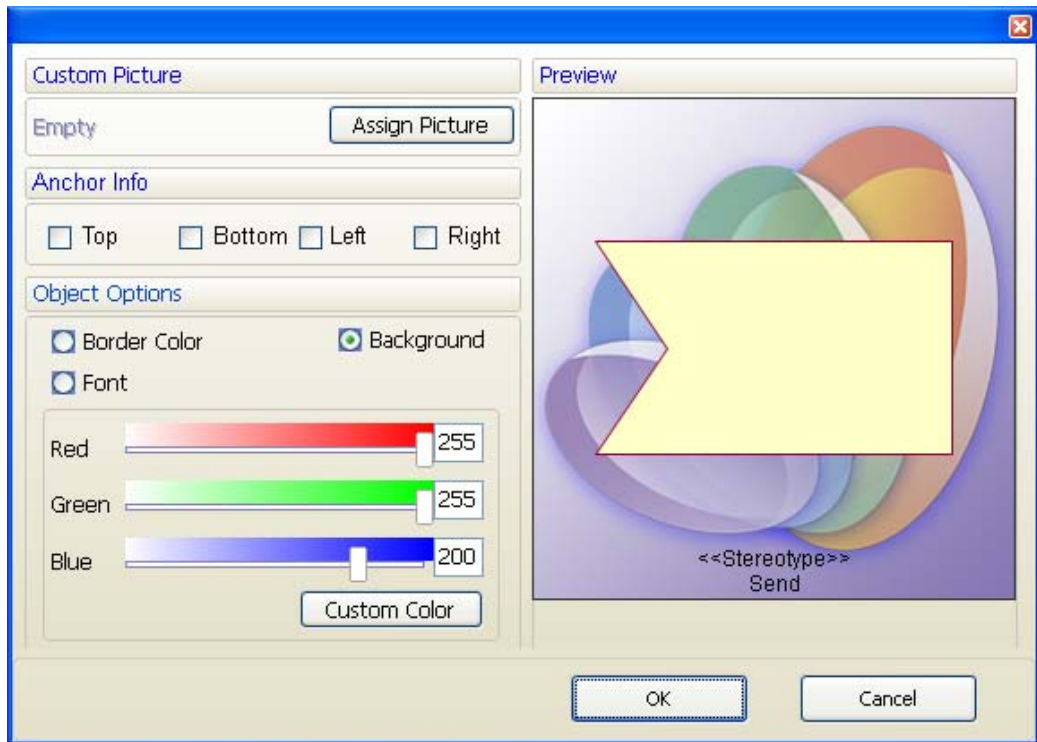 Custom Picture
Empty
Assign Picture
Anchor Info
Top
Bottom
Left
Right
Object Options
Border Color
Background
Font
Red
255
Green
255
Blue
200
Custom Color
Preview
<<Stereotype>>
Send
OK
Cancel